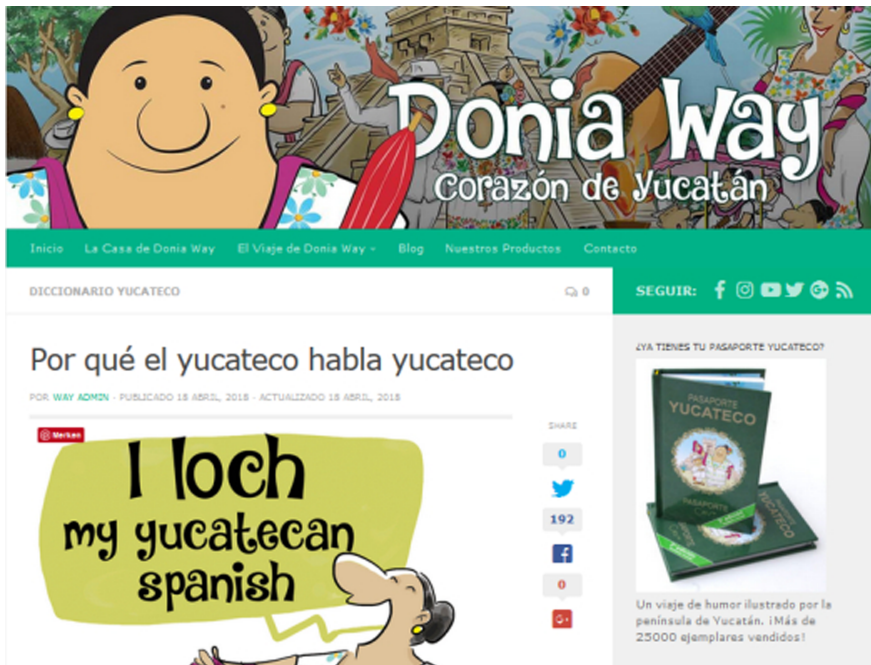 Donia Way
Corazón de Yucatán
Inicio La Casa de Donia Way El Viaje de Donia Way Blog Nuestros Productos Contacto
DICCIONARIO YUCATECO
0
SEGUIR:
Por qué el yucateco habla yucateco
POR WAY ADMIN · PUBLICADO 18 ABRIL, 2018 · ACTUALIZADO 18 ABRIL, 2018
Merken
I loch
my yucatecan
spanish
SHARE
0
192
0
G+
¿YA TIENES TU PASAPORTE YUCATECO?
PASAPORTE
YUCATECO
PASAPORTE
YUCATECO
Un viaje de humor ilustrado por la
península de Yucatán. ¡Más de
25000 ejemplares vendidos!